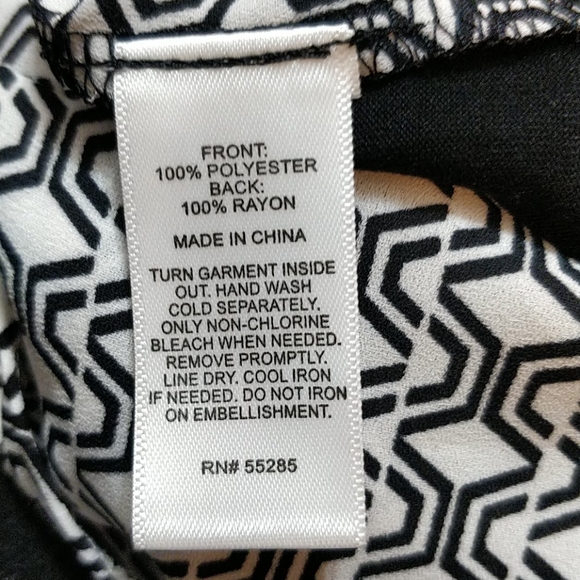 FRONT:
100% POLYESTER
BACK:
100% RAYON
MADE IN CHINA
TURN GARMENT INSIDE
OUT. HAND WASH
COLD SEPARATELY.
ONLY NON-CHLORINE
BLEACH WHEN NEEDED.
REMOVE PROMPTLY.
LINE DRY. COOL IRON
IF NEEDED. DO NOT IRON
ON EMBELLISHMENT.
RN# 55285